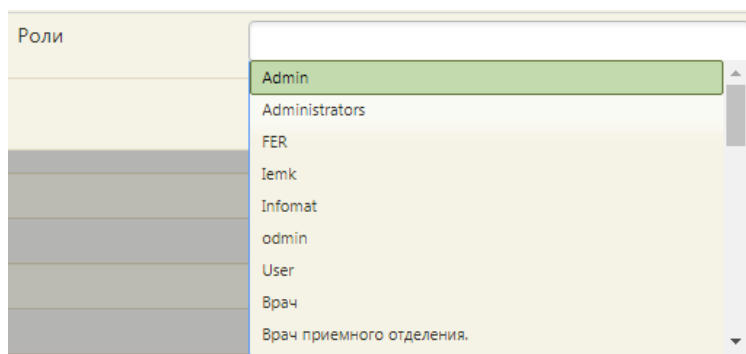 Роли
Admin
Administrators
FER
Iemk
Infomat
odmin
User
Врач
Врач приемного отделения.